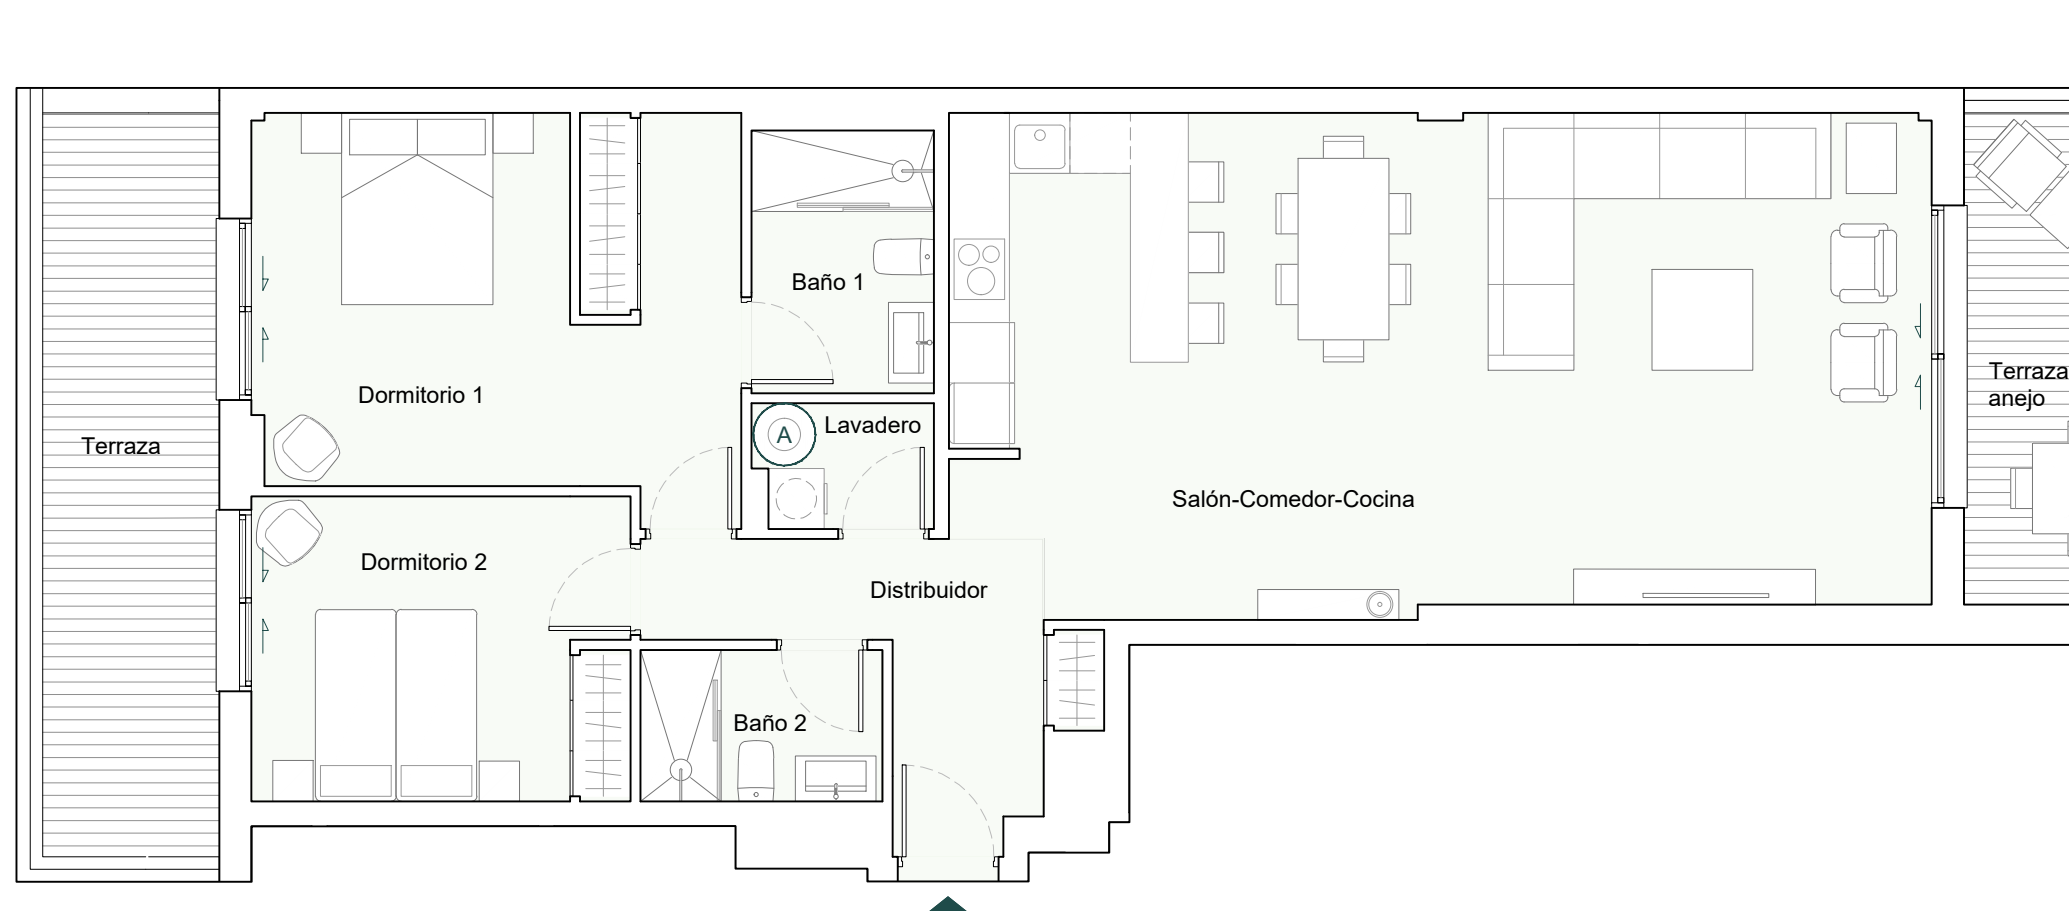 Baño 1
Dormitorio 1
Terraza
A
Lavadero
Salón-Comedor-Cocina
Terraza
anejo
Dormitorio 2
Distribuidor
Baño 2